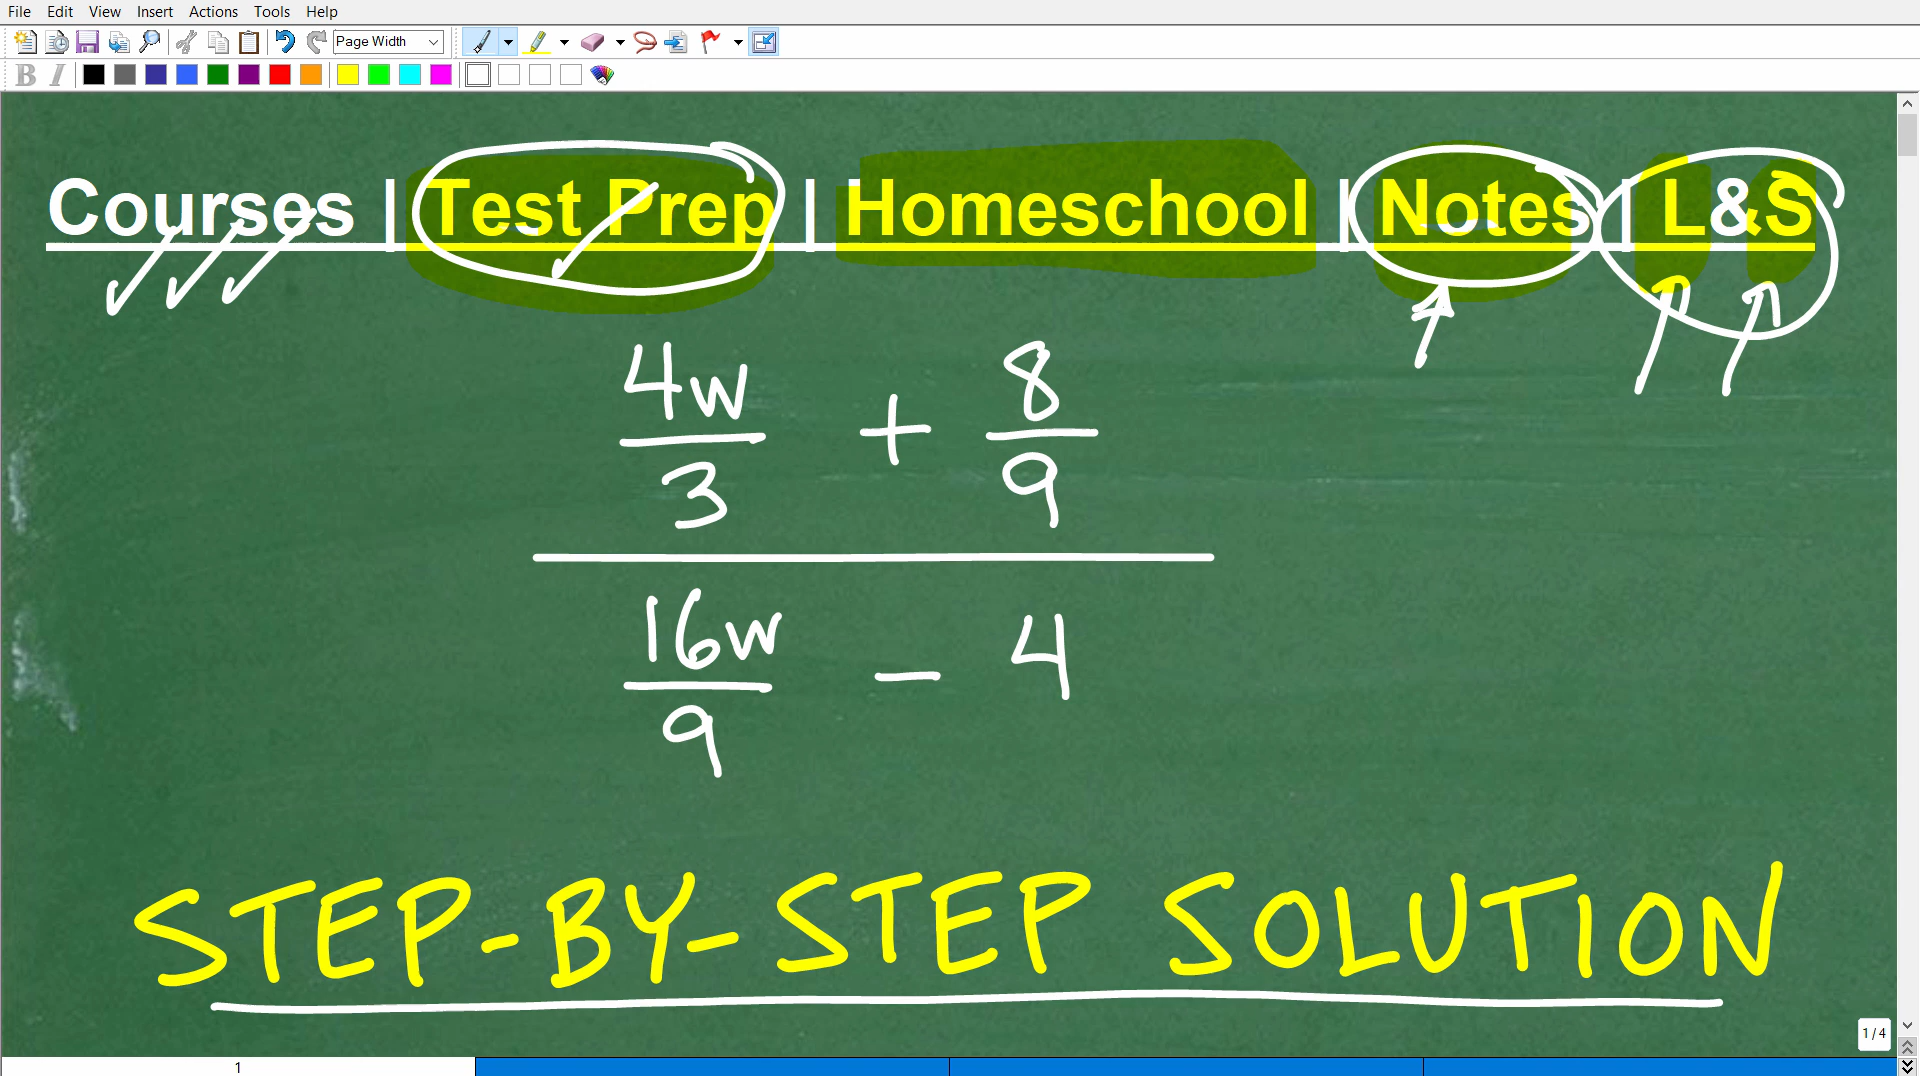 File Edit View Insert Actions Tools Help
Page Width
B I
Courses | Test Prep | Homeschool | Notes | L&S
4w 8
+
3 9
16w
− 4
9
STEP-BY-STEP SOLUTION
1 / 4
1